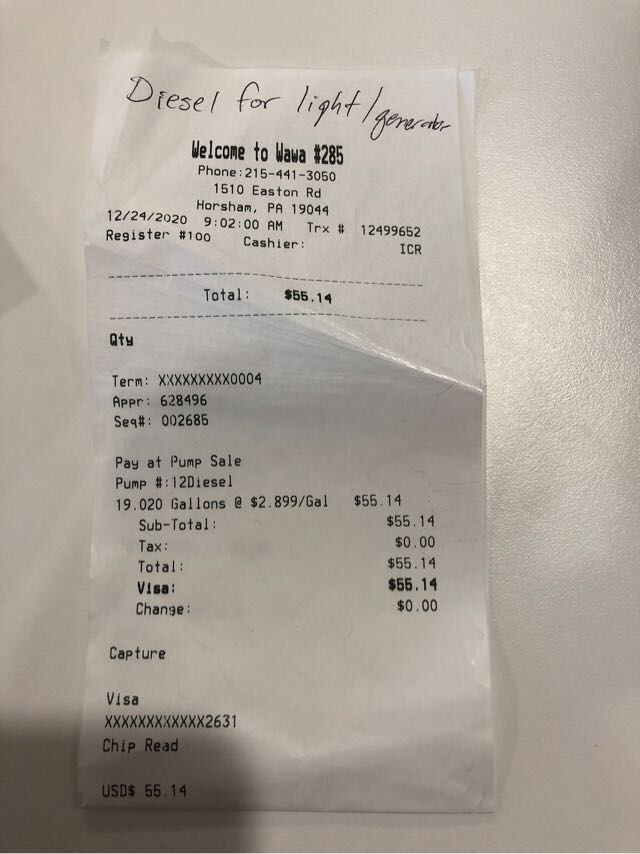 Diesel for light/generator
Welcome to Wawa #285
Phone:215-441-3050
1510 Easton Rd
Horsham, PA 19044
12/24/2020 9:02:00 AM Trx # 12499652
Register #100 Cashier: ICR
Total: $55.14
Qty
Term: XXXXXXXXX0004
Appr: 628496
Seq#: 002685
Pay at Pump Sale
Pump #:12Diesel
19.020 Gallons @ $2.899/Gal $55.14
Sub-Total: $55.14
Tax: $0.00
Total: $55.14
Visa: $55.14
Change: $0.00
Capture
Visa
XXXXXXXXXXXX2631
Chip Read
USD$ 55.14